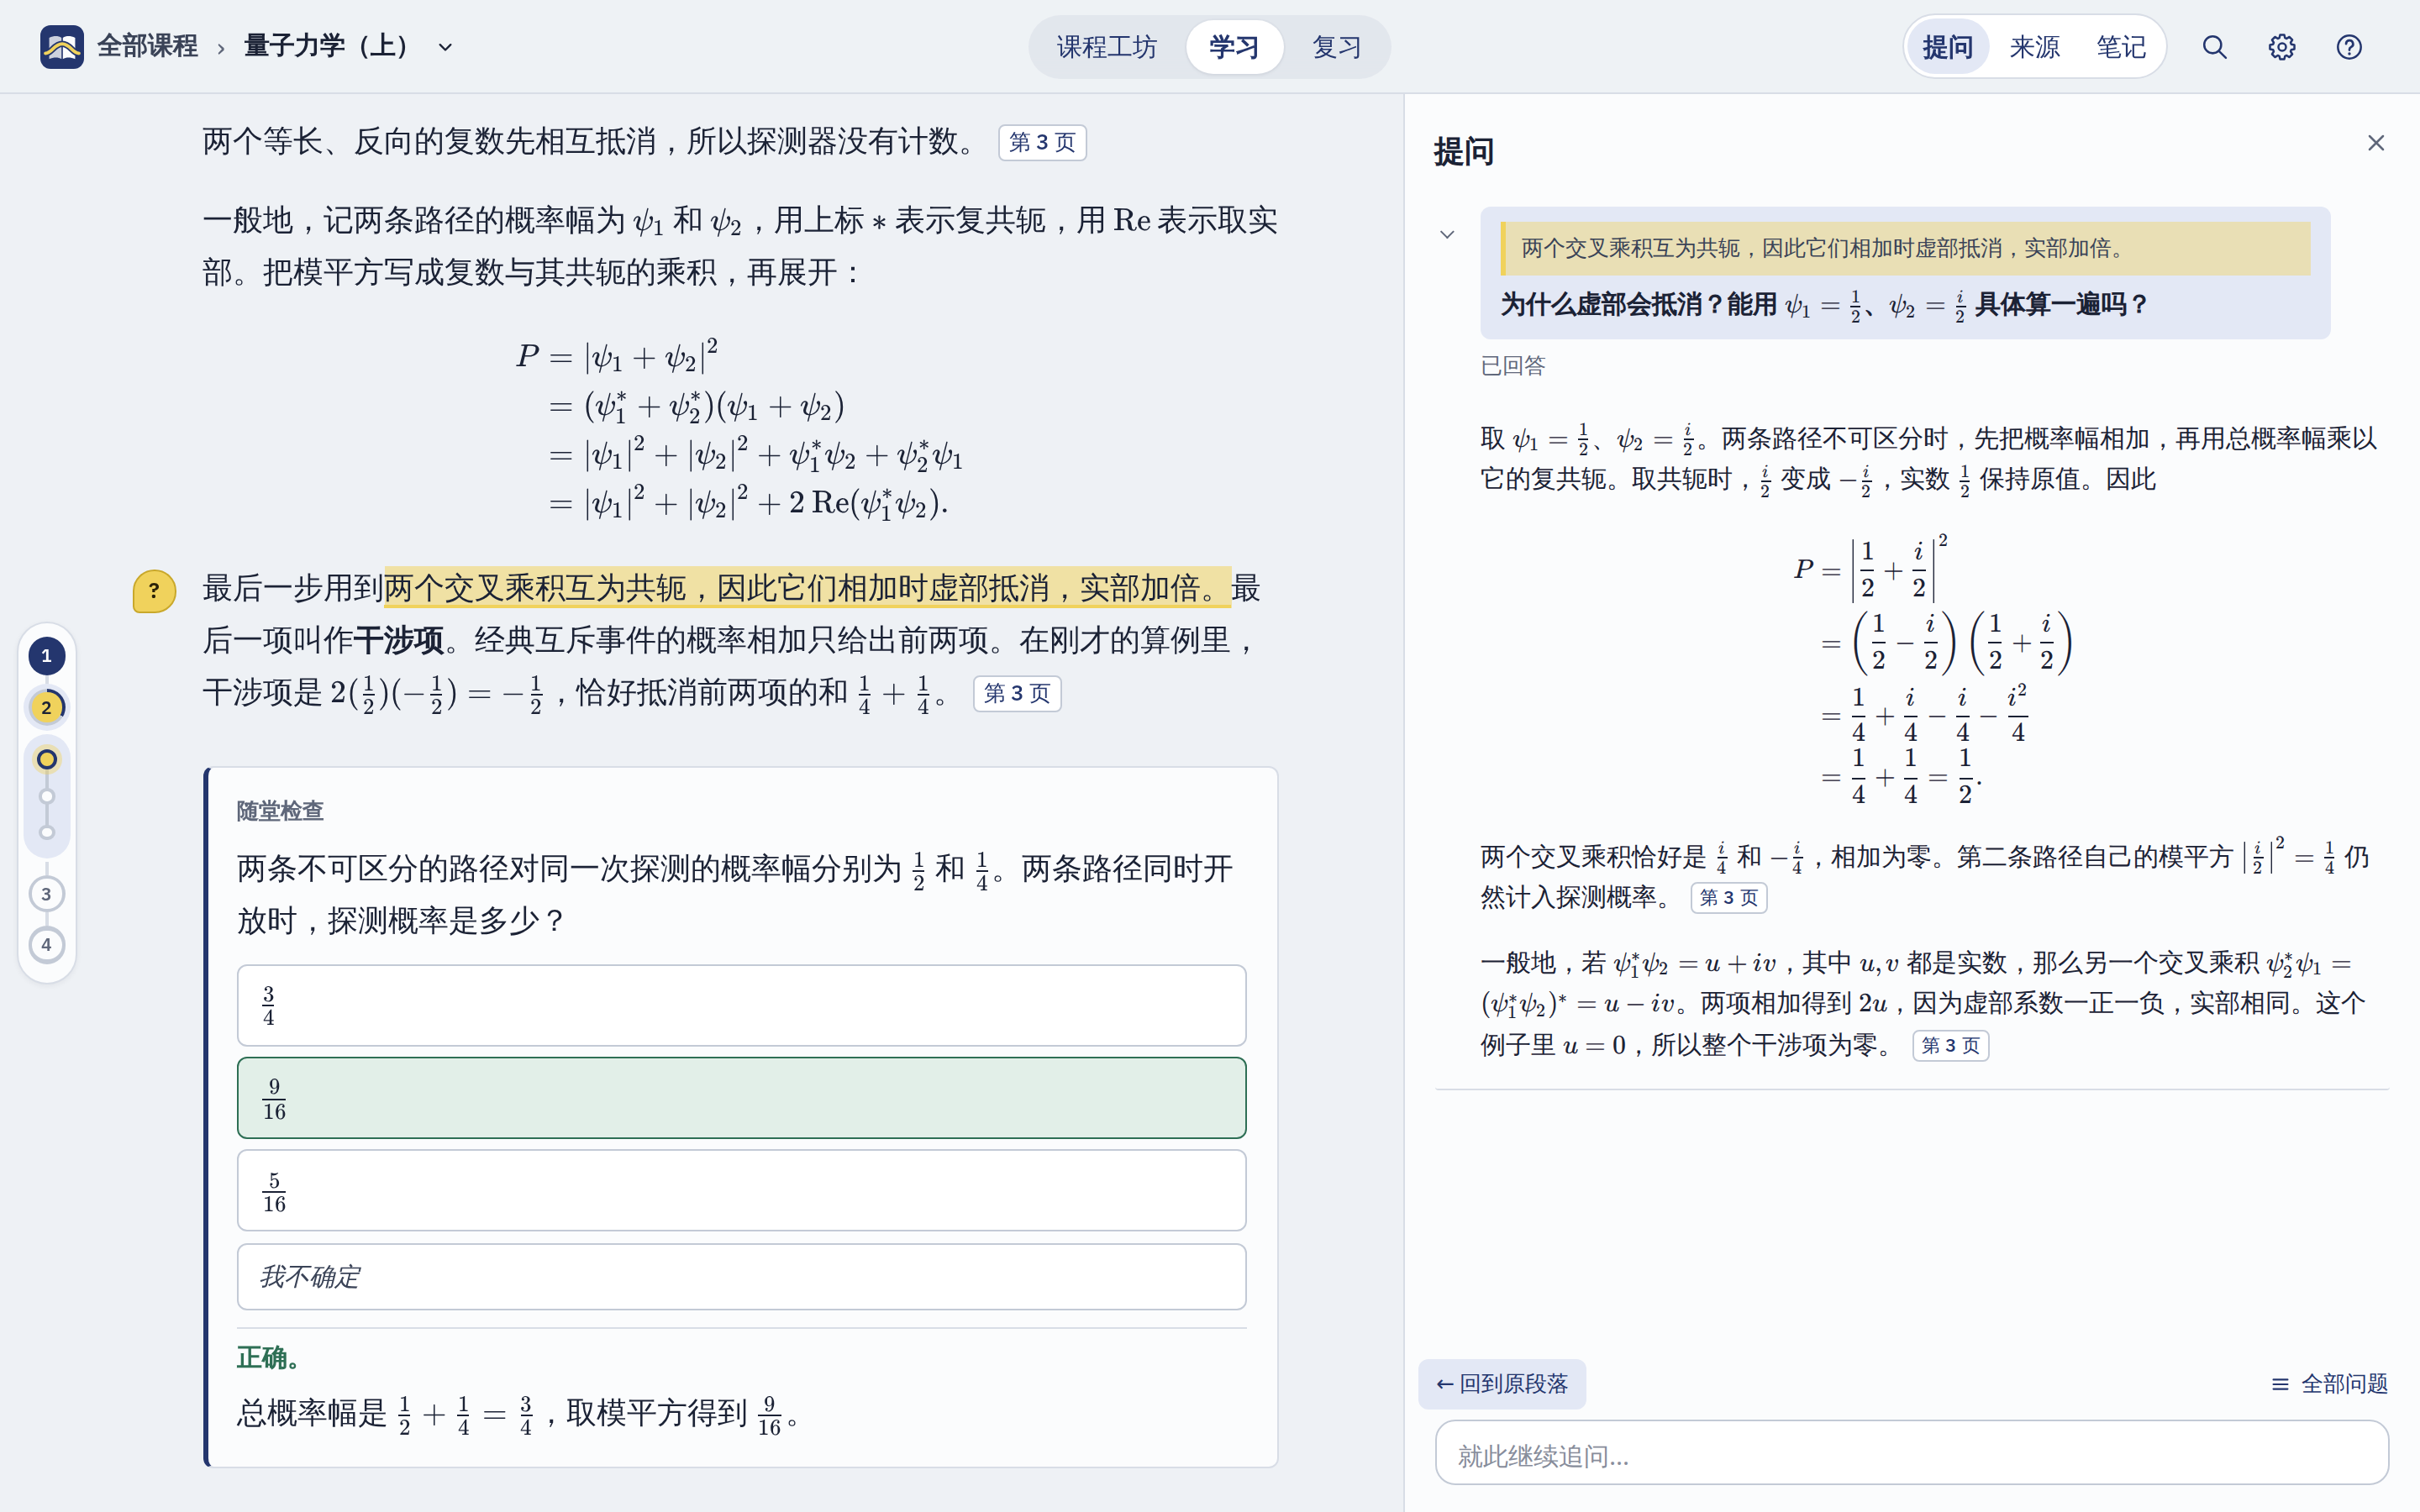 全部课程 › 量子力学（上）
课程工坊 学习 复习
提问 来源 笔记
两个等长、反向的复数先相互抵消，所以探测器没有计数。 第 3 页
一般地，记两条路径的概率幅为 ψ₁ 和 ψ₂，用上标 * 表示复共轭，用 Re 表示取实
部。把模平方写成复数与其共轭的乘积，再展开：
P = |ψ₁ + ψ₂|²
= (ψ₁* + ψ₂*)(ψ₁ + ψ₂)
= |ψ₁|² + |ψ₂|² + ψ₁*ψ₂ + ψ₂*ψ₁
= |ψ₁|² + |ψ₂|² + 2 Re(ψ₁*ψ₂).
?
最后一步用到两个交叉乘积互为共轭，因此它们相加时虚部抵消，实部加倍。最
后一项叫作干涉项。经典互斥事件的概率相加只给出前两项。在刚才的算例里，
干涉项是 2(1/2)(−1/2) = −1/2，恰好抵消前两项的和 1/4 + 1/4。 第 3 页
1
2
3
4
随堂检查
两条不可区分的路径对同一次探测的概率幅分别为 1/2 和 1/4。两条路径同时开
放时，探测概率是多少？
3/4
9/16
5/16
我不确定
正确。
总概率幅是 1/2 + 1/4 = 3/4，取模平方得到 9/16。
提问
两个交叉乘积互为共轭，因此它们相加时虚部抵消，实部加倍。
为什么虚部会抵消？能用 ψ₁ = 1/2、ψ₂ = i/2 具体算一遍吗？
已回答
取 ψ₁ = 1/2、ψ₂ = i/2。两条路径不可区分时，先把概率幅相加，再用总概率幅乘以
它的复共轭。取共轭时，i/2 变成 −i/2，实数 1/2 保持原值。因此
P = |1/2 + i/2|²
= (1/2 − i/2)(1/2 + i/2)
= 1/4 + i/4 − i/4 − i²/4
= 1/4 + 1/4 = 1/2.
两个交叉乘积恰好是 i/4 和 −i/4，相加为零。第二条路径自己的模平方 |i/2|² = 1/4 仍
然计入探测概率。 第 3 页
一般地，若 ψ₁*ψ₂ = u + iv，其中 u, v 都是实数，那么另一个交叉乘积 ψ₂*ψ₁ =
(ψ₁*ψ₂)* = u − iv。两项相加得到 2u，因为虚部系数一正一负，实部相同。这个
例子里 u = 0，所以整个干涉项为零。 第 3 页
← 回到原段落 全部问题
就此继续追问...